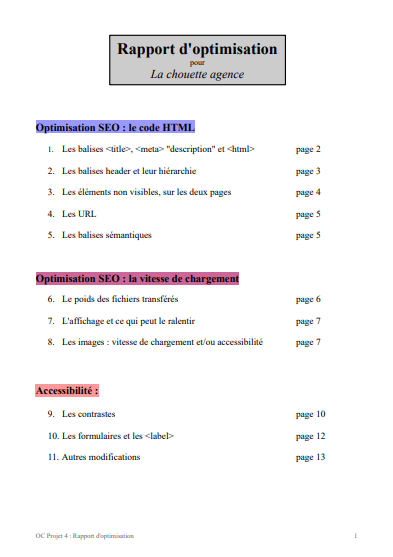 Rapport d'optimisation
pour
La chouette agence
Optimisation SEO : le code HTML
1. Les balises <title>, <meta> "description" et <html> page 2
2. Les balises header et leur hiérarchie page 3
3. Les éléments non visibles, sur les deux pages page 4
4. Les URL page 5
5. Les balises sémantiques page 5
Optimisation SEO : la vitesse de chargement
6. Le poids des fichiers transférés page 6
7. L'affichage et ce qui peut le ralentir page 7
8. Les images : vitesse de chargement et/ou accessibilité page 7
Accessibilité :
9. Les contrastes page 10
10. Les formulaires et les <label> page 12
11. Autres modifications page 13
OC Projet 4 : Rapport d'optimisation 1